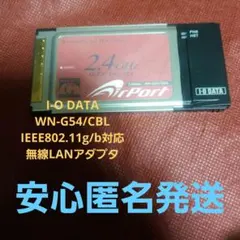 2.4GHz
AirPort
I-O DATA
I-O DATA
WN-G54/CBL
IEEE802.11g/b対応
無線LANアダプタ
安心匿名発送